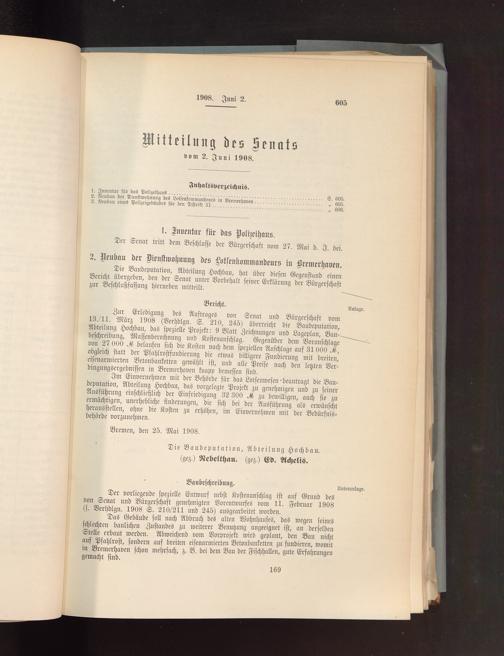 1908. Juni 2.
605
Mitteilung des Senats
vom 2. Juni 1908.
Inhaltsverzeichnis.
1. Inventar für das Polizeihaus S. 605.
2. Neubau der Dienstwohnung des Lotsenkommandeurs in Bremerhaven „ 605.
3. Neubau eines Polizeigebäudes für den Distrikt 11 „ 606.
1. Inventar für das Polizeihaus.
Der Senat tritt dem Beschlusse der Bürgerschaft vom 27. Mai d. J. bei.
2. Neubau der Dienstwohnung des Lotsenkommandeurs in Bremerhaven.
Die Baudeputation, Abteilung Hochbau, hat über diesen Gegenstand einen
Bericht übergeben, den der Senat unter Vorbehalt seiner Erklärung der Bürgerschaft
zur Beschlußfassung hierneben mitteilt.
Anlage.
Bericht.
Zur Erledigung des Auftrages von Senat und Bürgerschaft vom
13./11. März 1908 (Verhdlgn. S. 210, 245) überreicht die Baudeputation,
Abteilung Hochbau, das spezielle Projekt: 9 Blatt Zeichnungen und Lageplan, Bau-
beschreibung, Massenberechnung und Kostenanschlag. Gegenüber dem Voranschlage
von 27 000 ℳ belaufen sich die Kosten nach dem speziellen Anschlage auf 31 000 ℳ,
obgleich statt der Pfahlrostfundierung die etwas billigere Fundierung mit breiten,
eisenarmierten Betonbanketten gewählt ist, und alle Preise nach den letzten Ver-
dingungsergebnissen in Bremerhaven knapp bemessen sind.
Im Einvernehmen mit der Behörde für das Lotsenwesen beantragt die Bau-
deputation, Abteilung Hochbau, das vorgelegte Projekt zu genehmigen und zu seiner
Ausführung einschließlich der Einfriedigung 32 300 ℳ zu bewilligen, auch sie zu
ermächtigen, unerhebliche Änderungen, die sich bei der Ausführung als erwünscht
herausstellen, ohne die Kosten zu erhöhen, im Einvernehmen mit der Bedürfnis-
behörde vorzunehmen.
Bremen, den 25. Mai 1908.
Die Baudeputation, Abteilung Hochbau.
(gez.) Nebelthau. (gez.) Ed. Achelis.
Unteranlage.
Baubeschreibung.
Der vorliegende spezielle Entwurf nebst Kostenanschlag ist auf Grund des
von Senat und Bürgerschaft genehmigten Vorentwurfes vom 11. Februar 1908
(s. Verhdlgn. 1908 S. 210/211 und 245) ausgearbeitet worden.
Das Gebäude soll nach Abbruch des alten Wohnhauses, das wegen seines
schlechten baulichen Zustandes zu weiterer Benutzung ungeeignet ist, an derselben
Stelle erbaut werden. Abweichend vom Vorprojekt wird geplant, den Bau nicht
auf Pfahlrost, sondern auf breiten eisenarmierten Betonbanketten zu fundieren, womit
in Bremerhaven schon mehrfach, z. B. bei dem Bau der Fischhallen, gute Erfahrungen
gemacht sind.
169